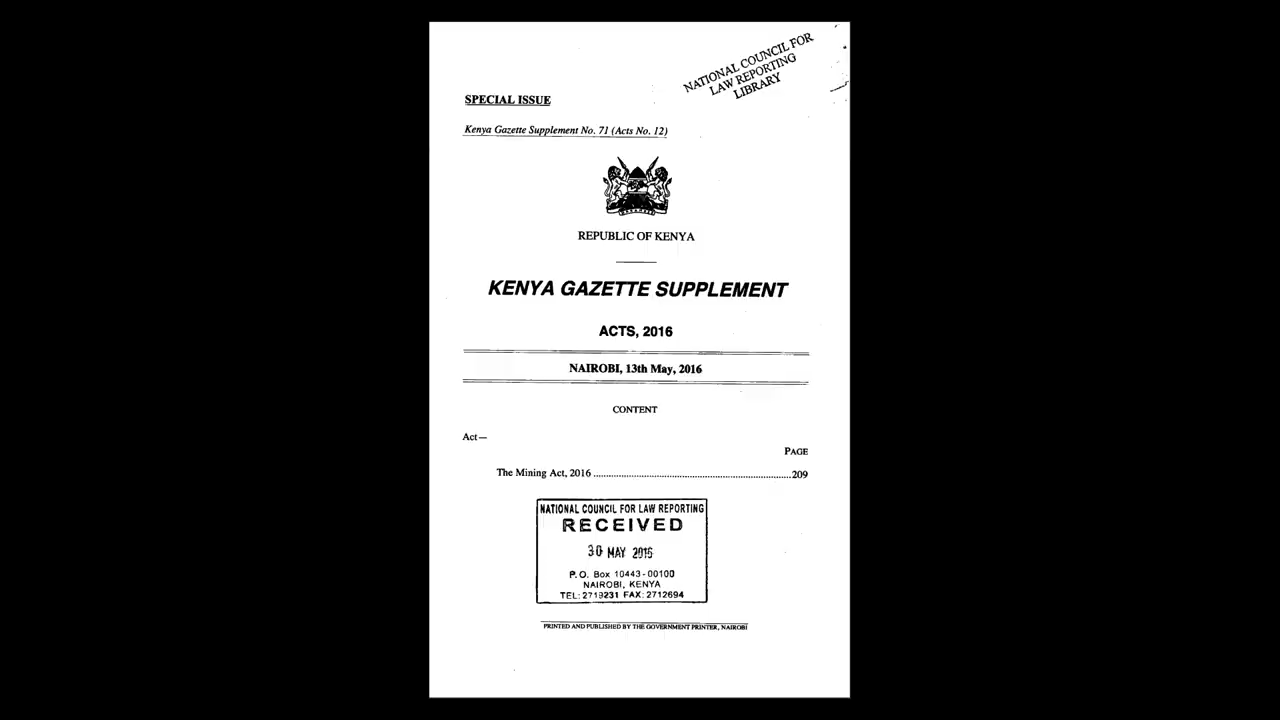 NATIONAL COUNCIL FOR
LAW REPORTING
LIBRARY
SPECIAL ISSUE
Kenya Gazette Supplement No. 71 (Acts No. 12)
REPUBLIC OF KENYA
KENYA GAZETTE SUPPLEMENT
ACTS, 2016
NAIROBI, 13th May, 2016
CONTENT
Act—
PAGE
The Mining Act, 2016 ..................................................................209
NATIONAL COUNCIL FOR LAW REPORTING
RECEIVED
30 MAY 2016
P. O. Box 10443-00100
NAIROBI, KENYA
TEL: 2719231 FAX: 2712694
PRINTED AND PUBLISHED BY THE GOVERNMENT PRINTER, NAIROBI